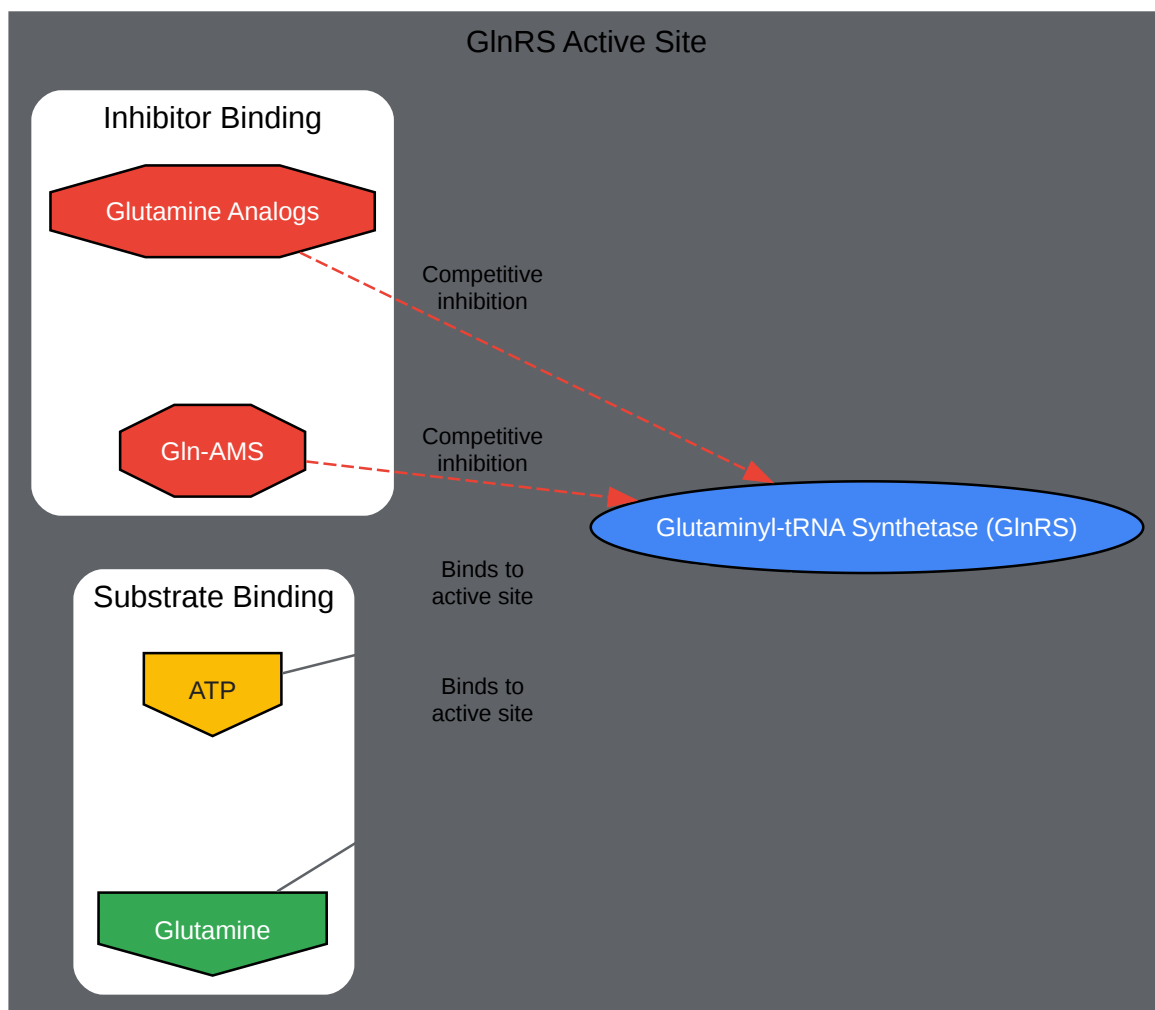 GlnRS Active Site
Inhibitor Binding
Glutamine Analogs
Competitive
inhibition
Gln-AMS
Competitive
inhibition
Glutaminyl-tRNA Synthetase (GlnRS)
Binds to
active site
Substrate Binding
ATP
Binds to
active site
Glutamine